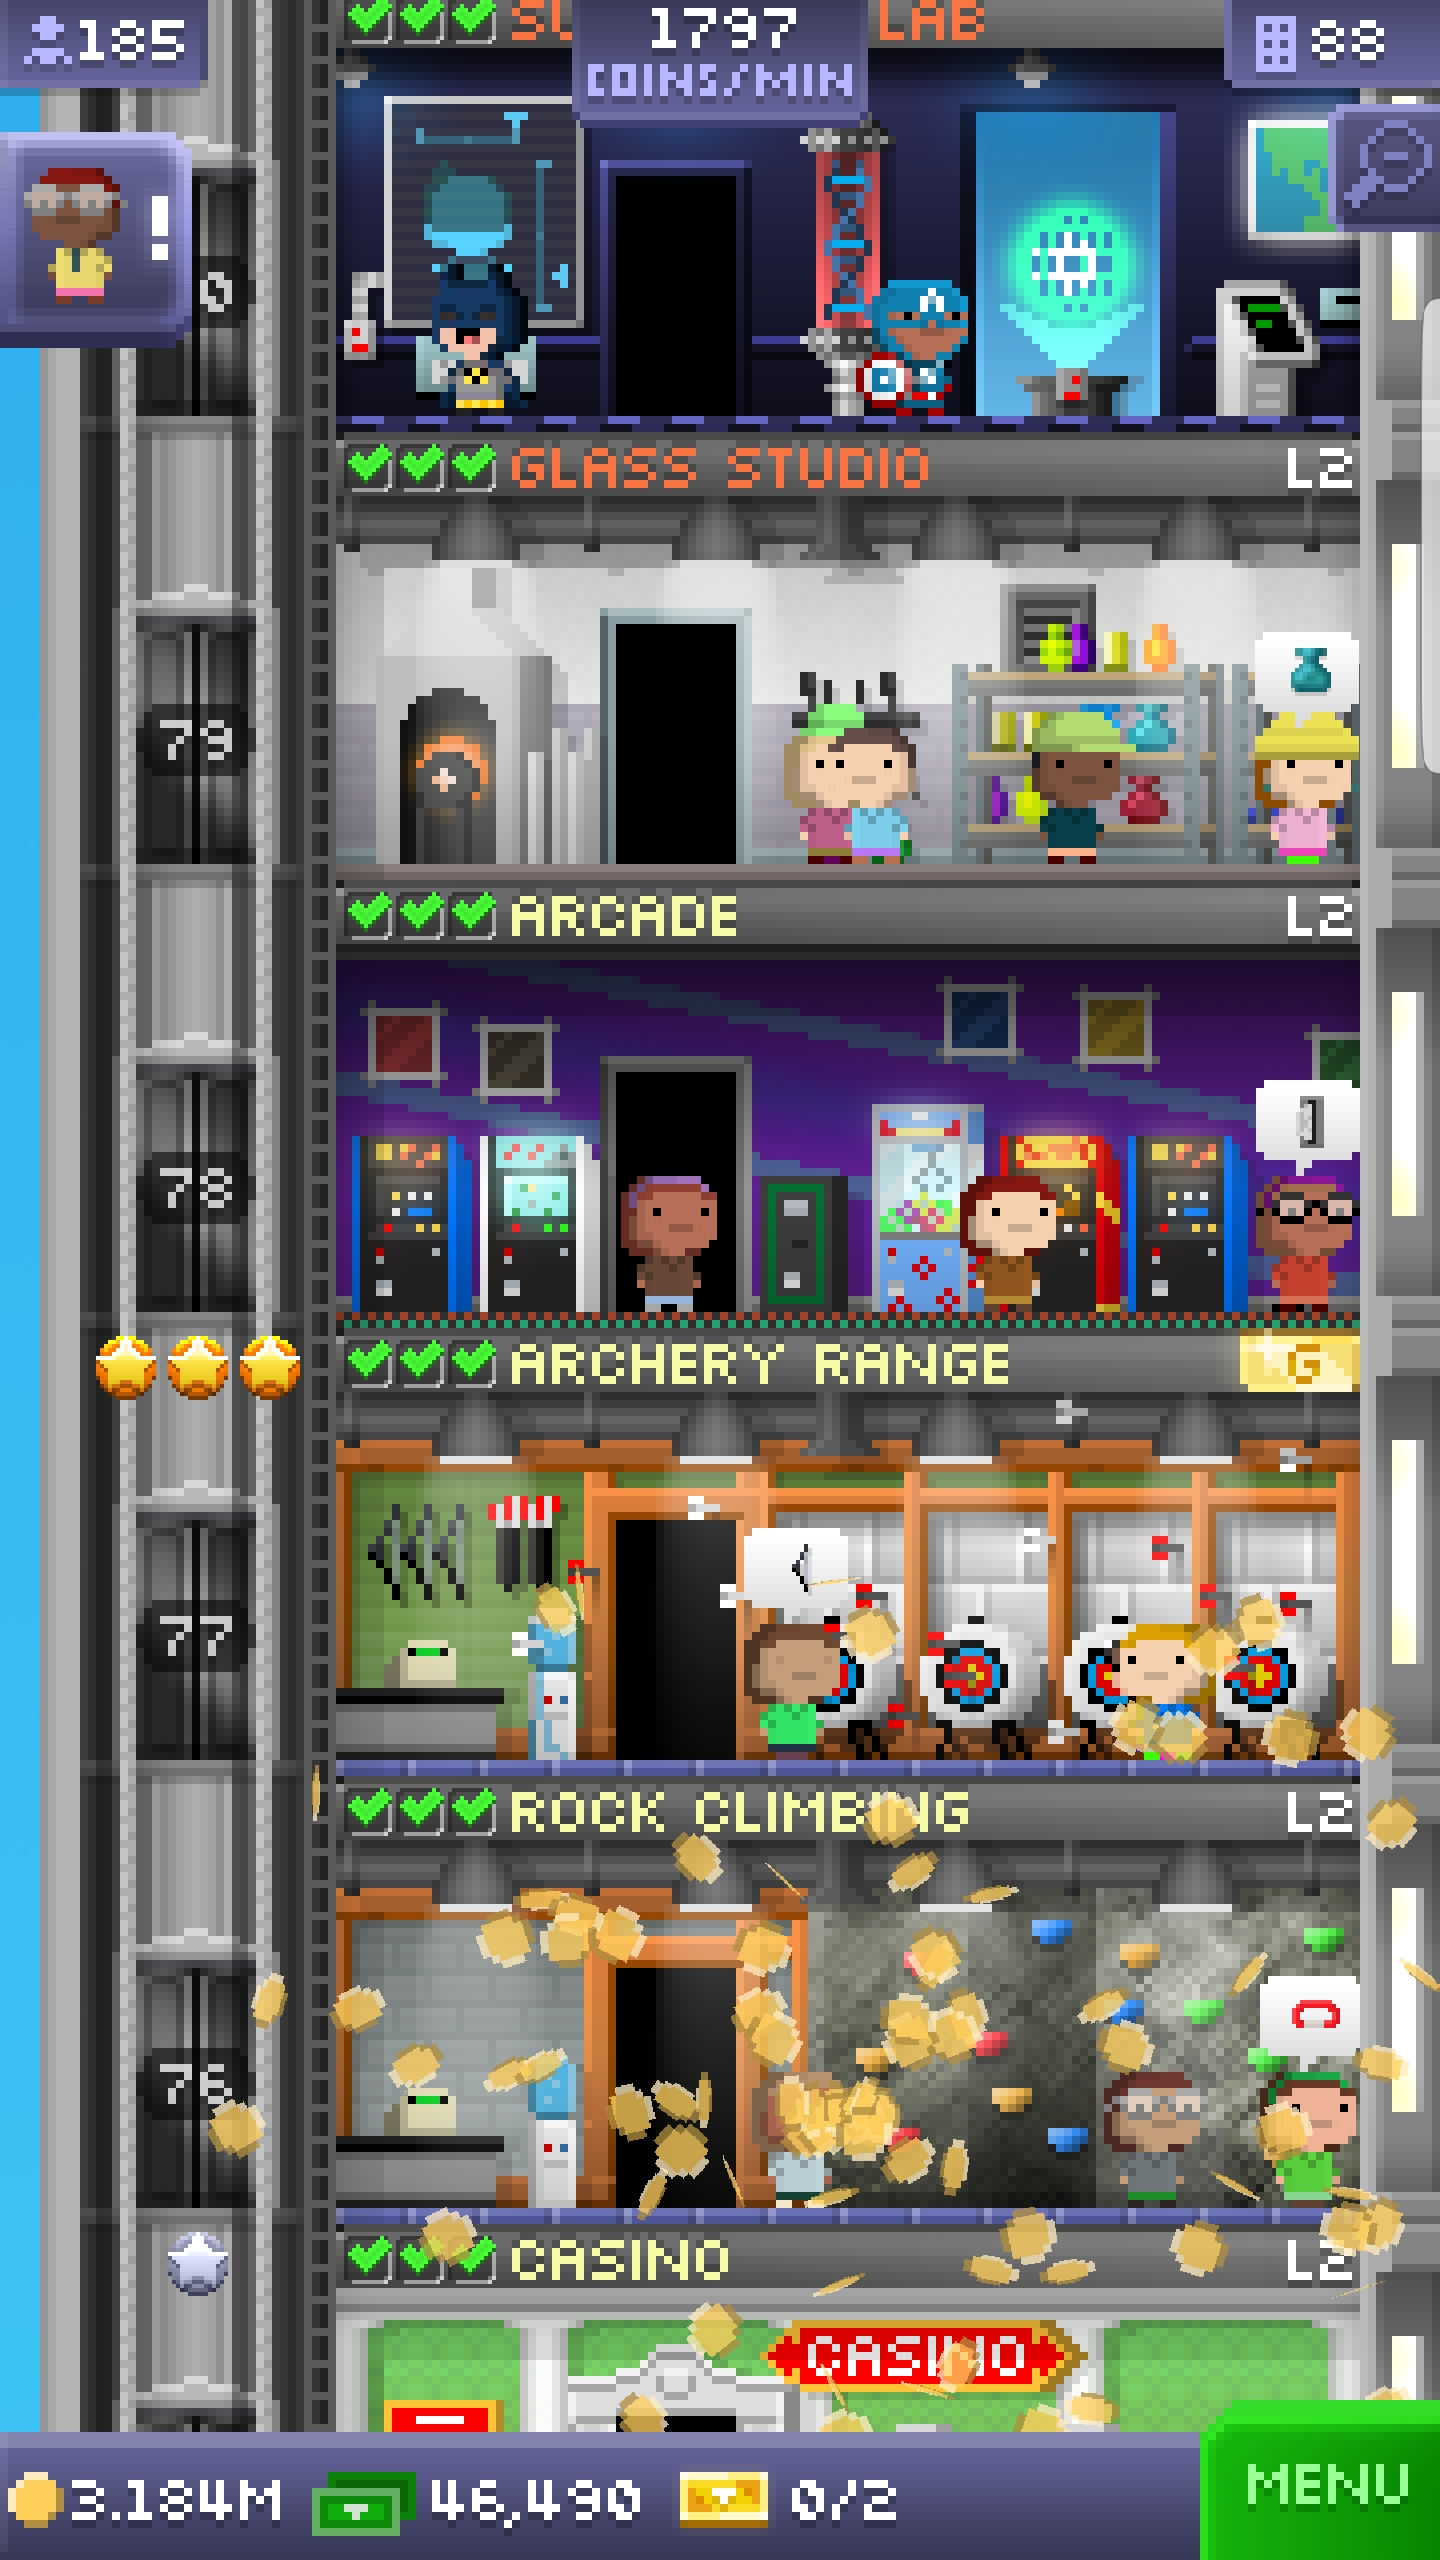 185
1797
COINS/MIN
88
LAB
!
GLASS STUDIO
L2
79
ARCADE
L2
78
ARCHERY RANGE
G
77
ROCK CLIMBING
L2
76
CASINO
L2
CASINO
3.184M
46,490
0/2
MENU